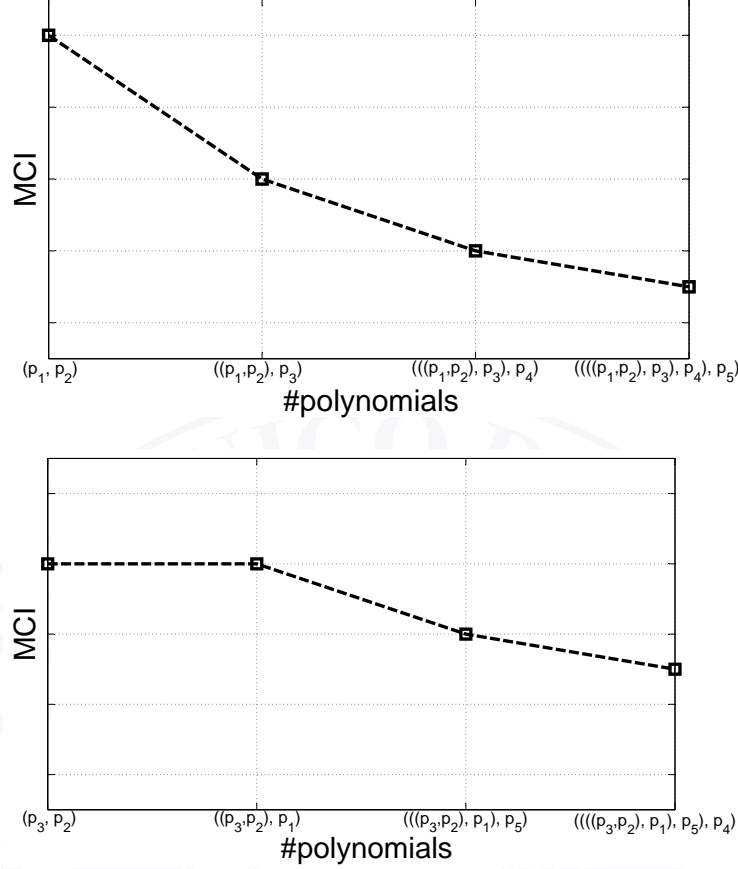 MCI
(p₁, p₂)
((p₁,p₂), p₃)
(((p₁,p₂), p₃), p₄)
((((p₁,p₂), p₃), p₄), p₅)
#polynomials
MCI
(p₃, p₂)
((p₃,p₂), p₁)
(((p₃,p₂), p₁), p₅)
((((p₃,p₂), p₁), p₅), p₄)
#polynomials